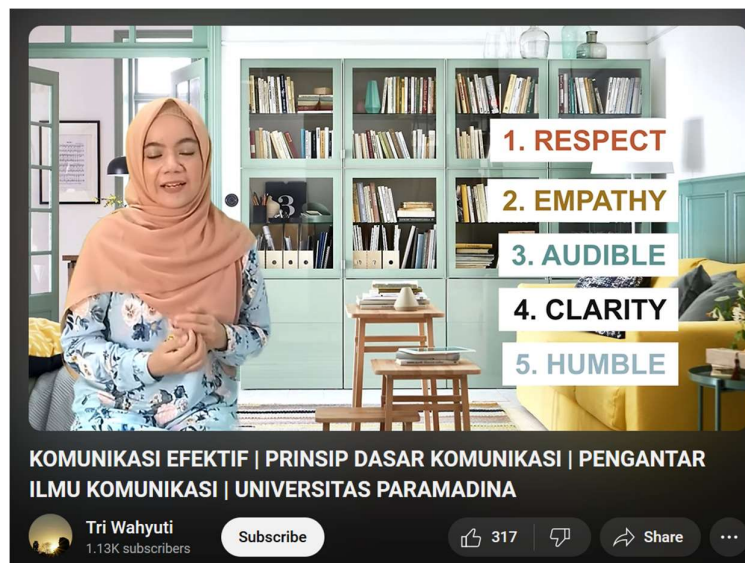 1. RESPECT
2. EMPATHY
3. AUDIBLE
4. CLARITY
5. HUMBLE
3
KOMUNIKASI EFEKTIF | PRINSIP DASAR KOMUNIKASI | PENGANTAR
ILMU KOMUNIKASI | UNIVERSITAS PARAMADINA
Tri Wahyuti
1.13K subscribers
Subscribe
317
Share